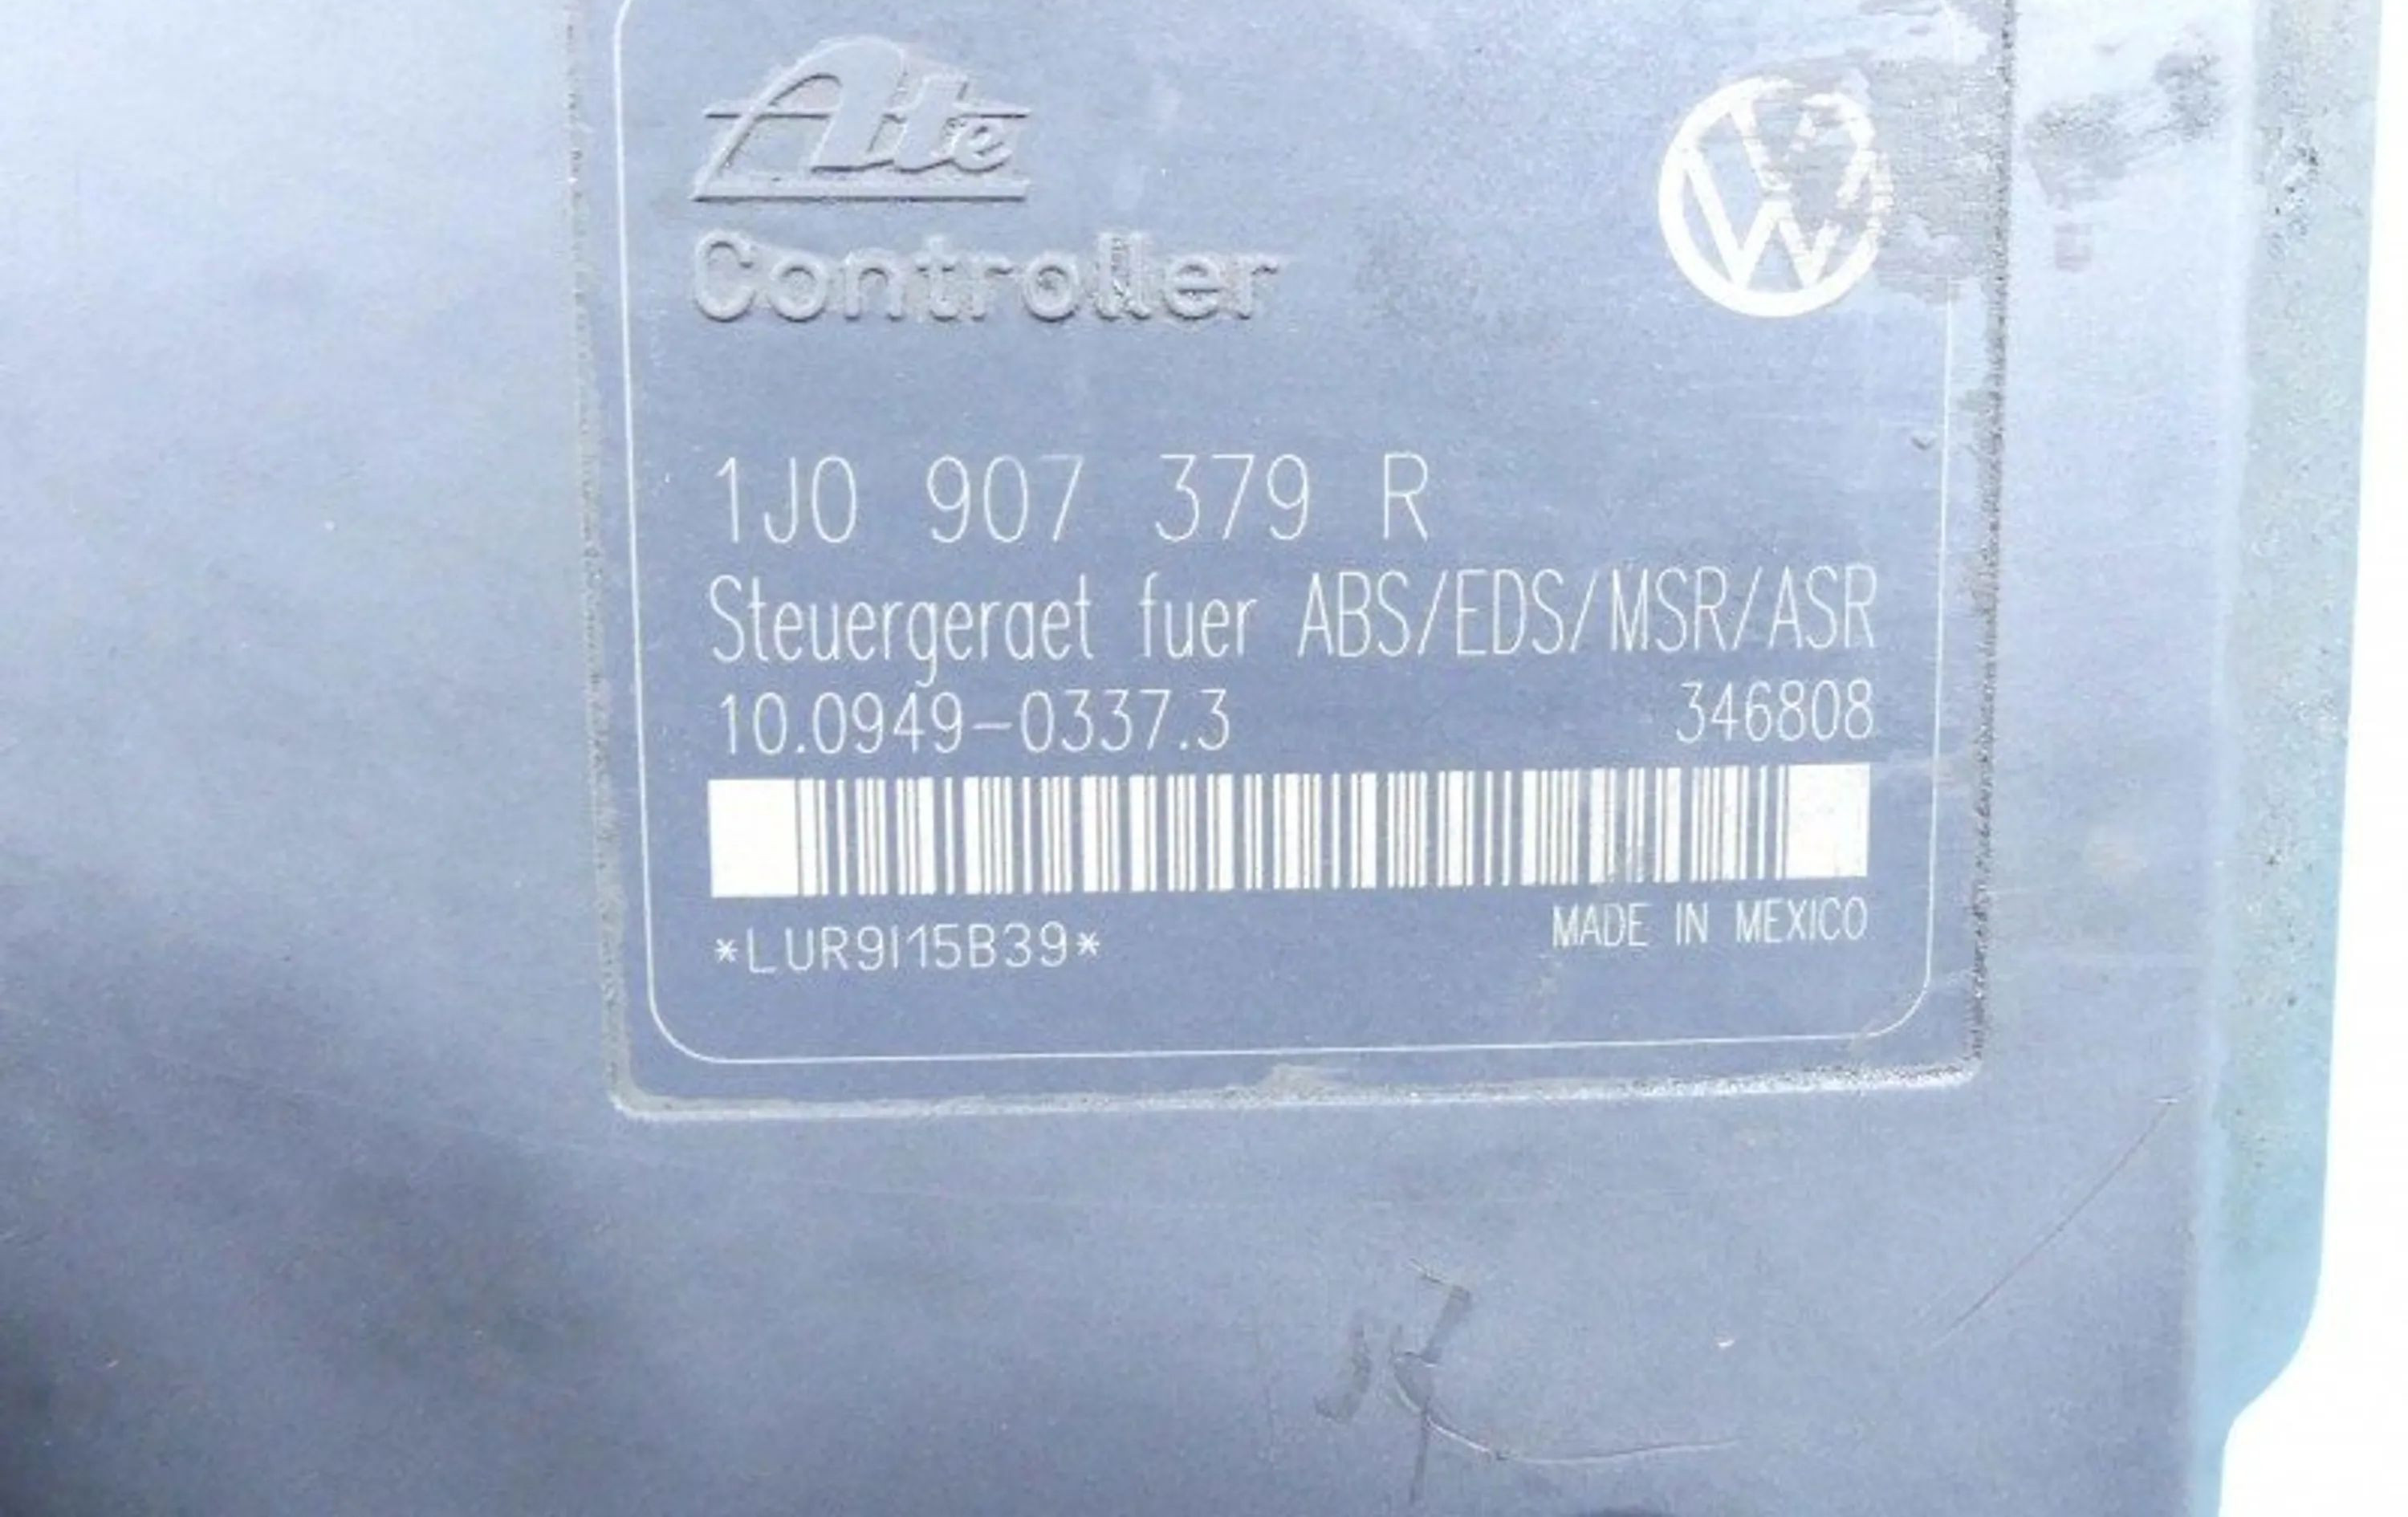 Ate
Controller
1J0 907 379 R
Steuergeraet fuer ABS/EDS/MSR/ASR
10.0949-0337.3 346808
*LUR9I15B39*
MADE IN MEXICO